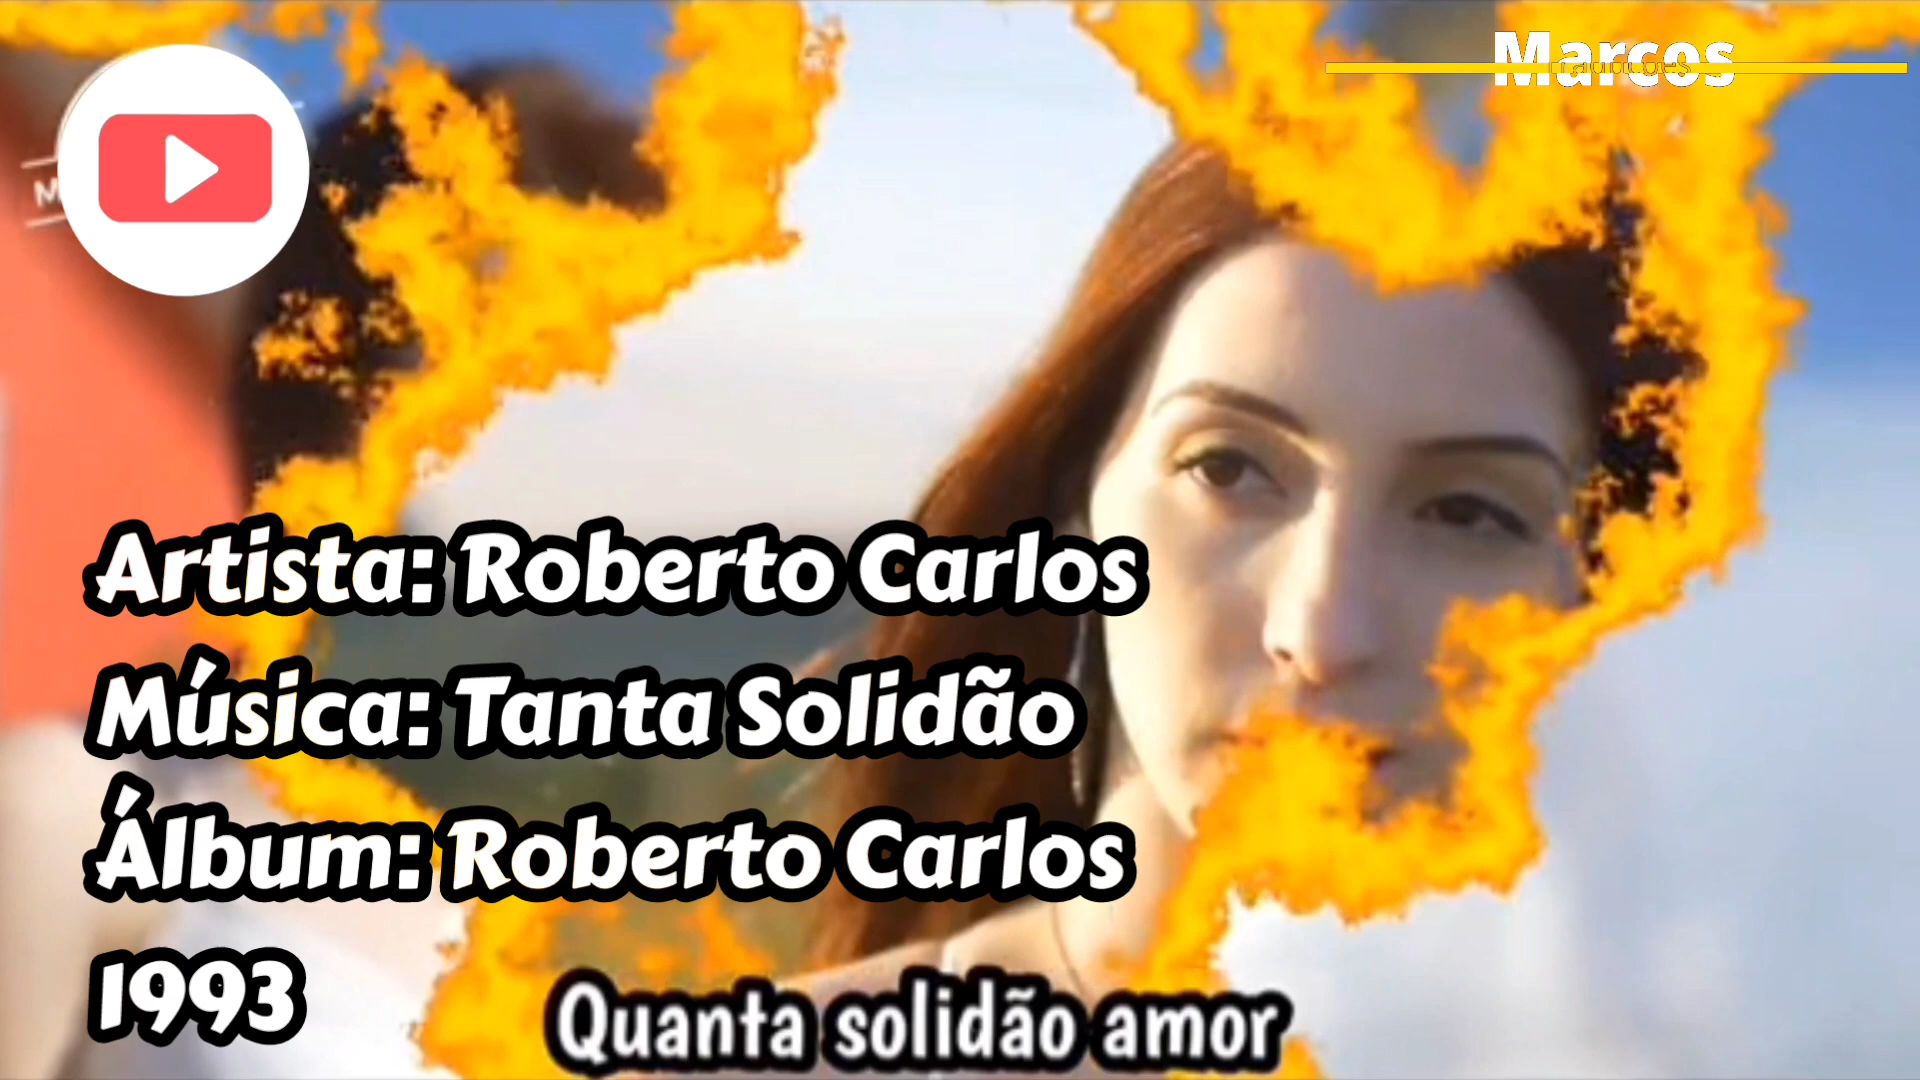 Marcos
Artista: Roberto Carlos
Música: Tanta Solidão
Álbum: Roberto Carlos
1993
Quanta solidão amor